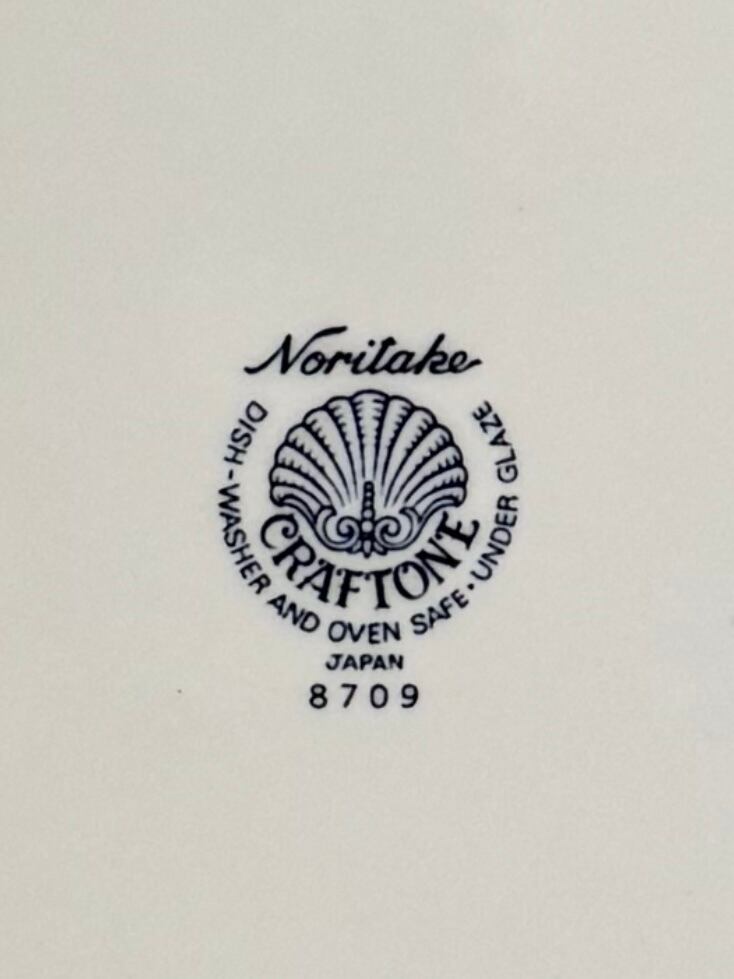 Noritake
CRAFTONE
DISH-WASHER AND OVEN SAFE·UNDER GLAZE
JAPAN
8709